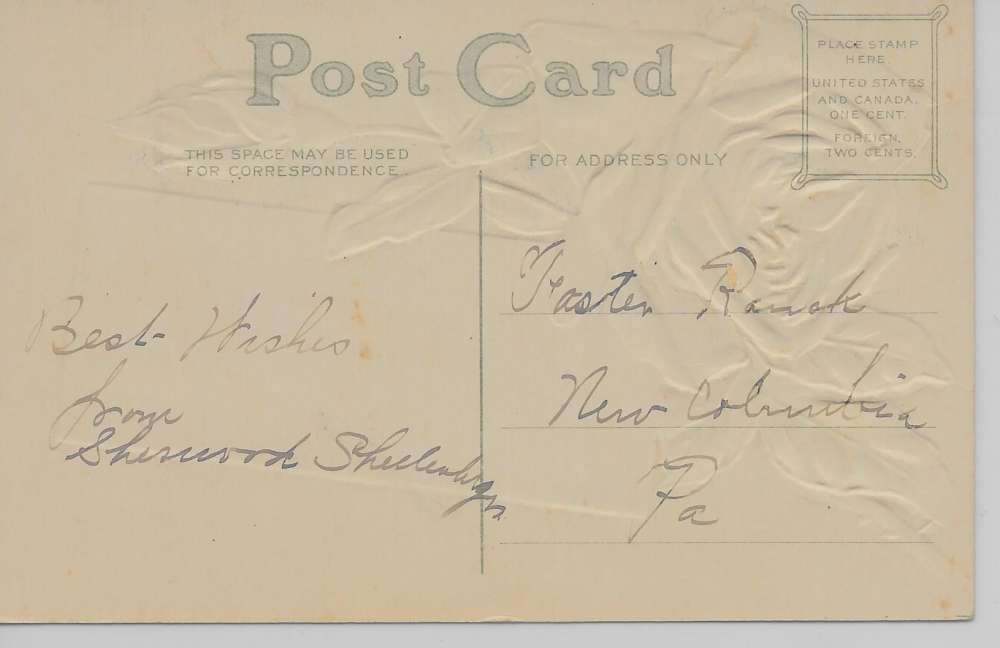 Post Card
PLACE STAMP
HERE.
UNITED STATES
AND CANADA,
ONE CENT.
FOREIGN,
TWO CENTS.
THIS SPACE MAY BE USED
FOR CORRESPONDENCE.
FOR ADDRESS ONLY
Best Wishes
from
Sherwood
Foster Ranck
New Columbia
Pa